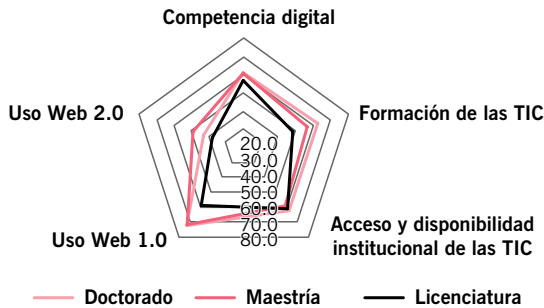 Competencia digital
Uso Web 2.0
Formación de las TIC
20.0
30.0
40.0
50.0
60.0
70.0
80.0
Uso Web 1.0
Acceso y disponibilidad
institucional de las TIC
Doctorado
Maestría
Licenciatura